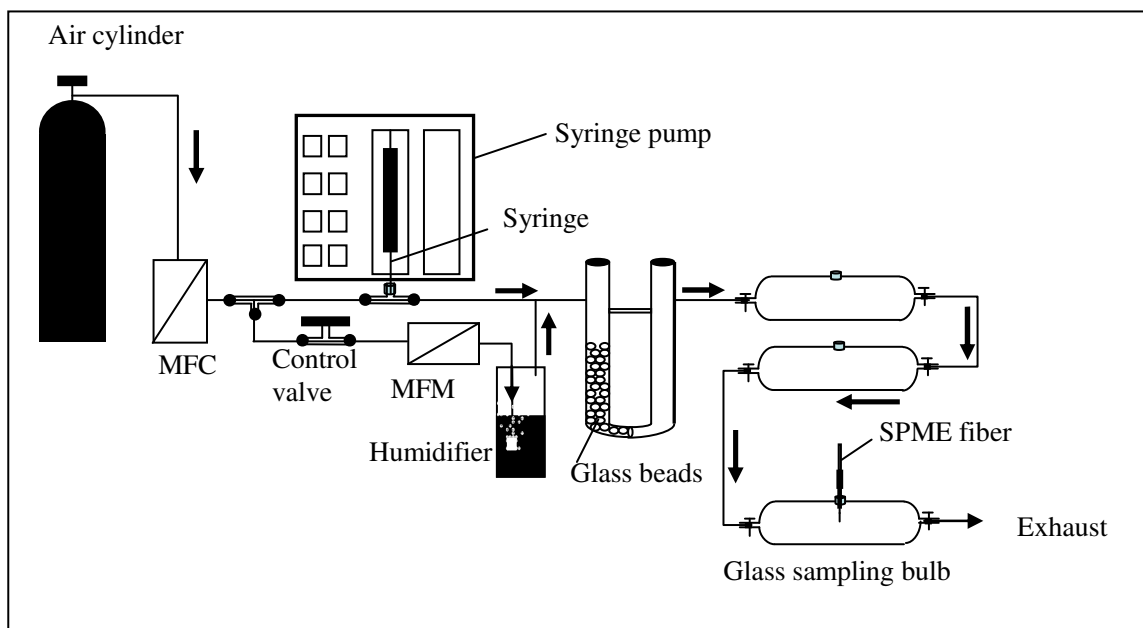 Air cylinder
Syringe pump
Syringe
MFC
Control
valve
MFM
Humidifier
Glass beads
SPME fiber
Exhaust
Glass sampling bulb